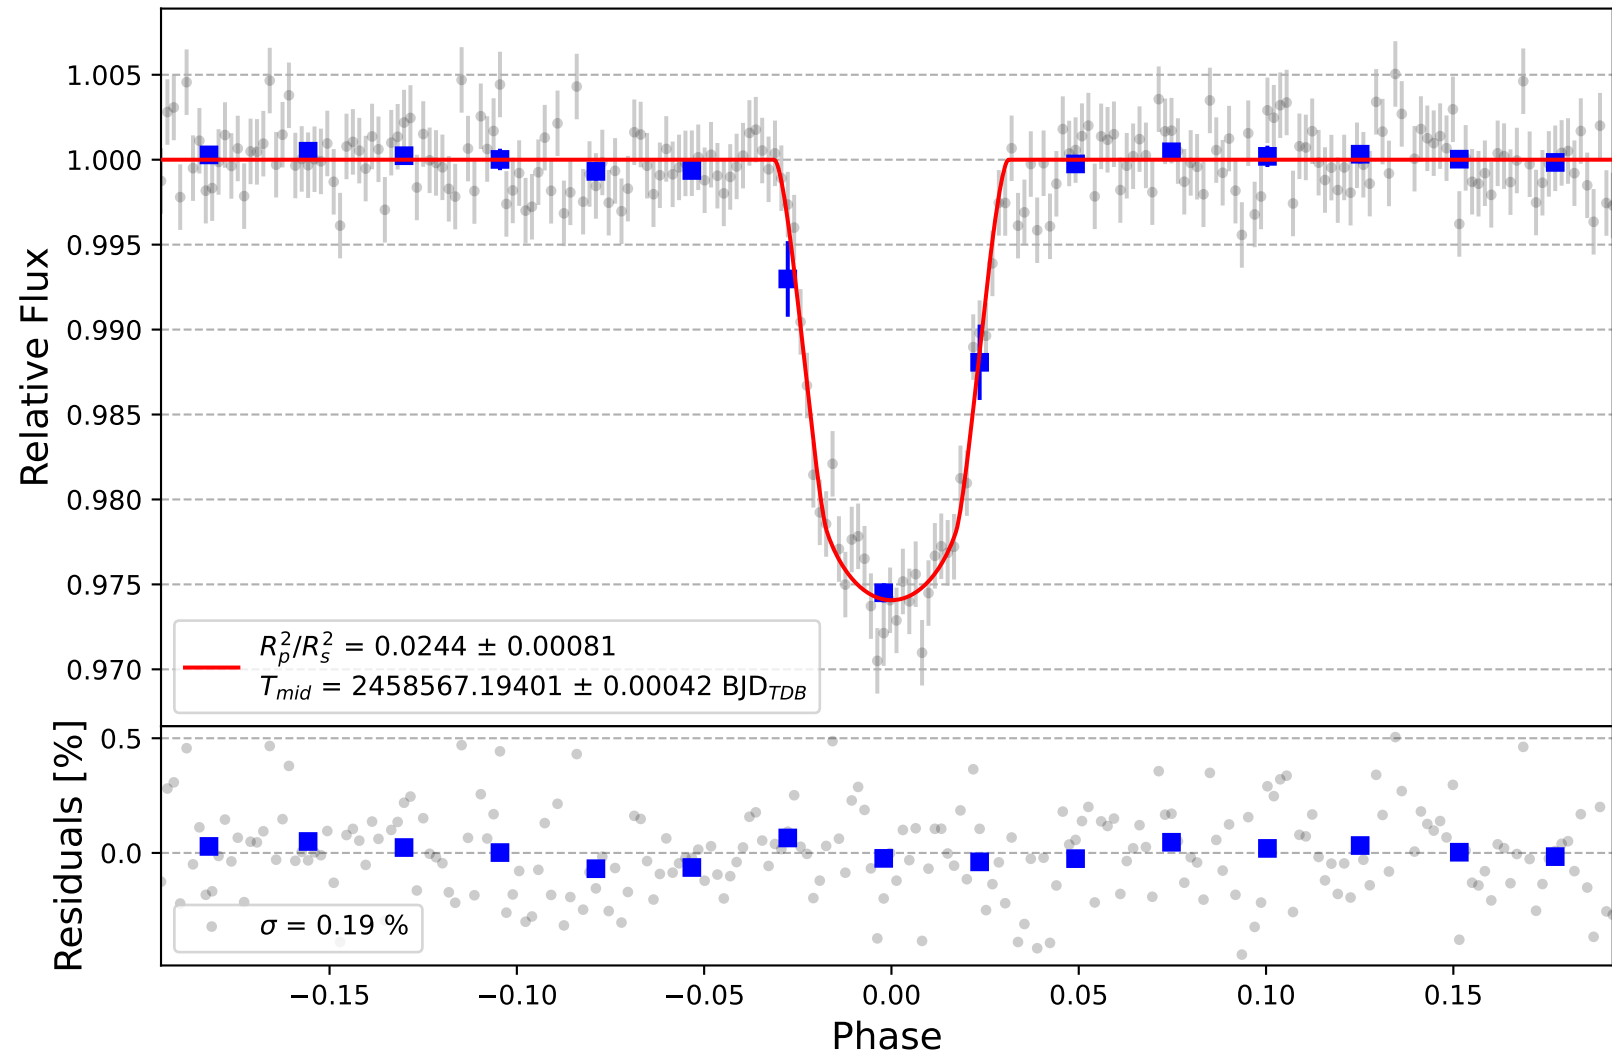 Relative Flux
1.005
1.000
0.995
0.990
0.985
0.980
0.975
0.970
R_p^2/R_s^2 = 0.0244 ± 0.00081
T_mid = 2458567.19401 ± 0.00042 BJD_TDB
Residuals [%]
0.5
0.0
σ = 0.19 %
−0.15 −0.10 −0.05 0.00 0.05 0.10 0.15
Phase